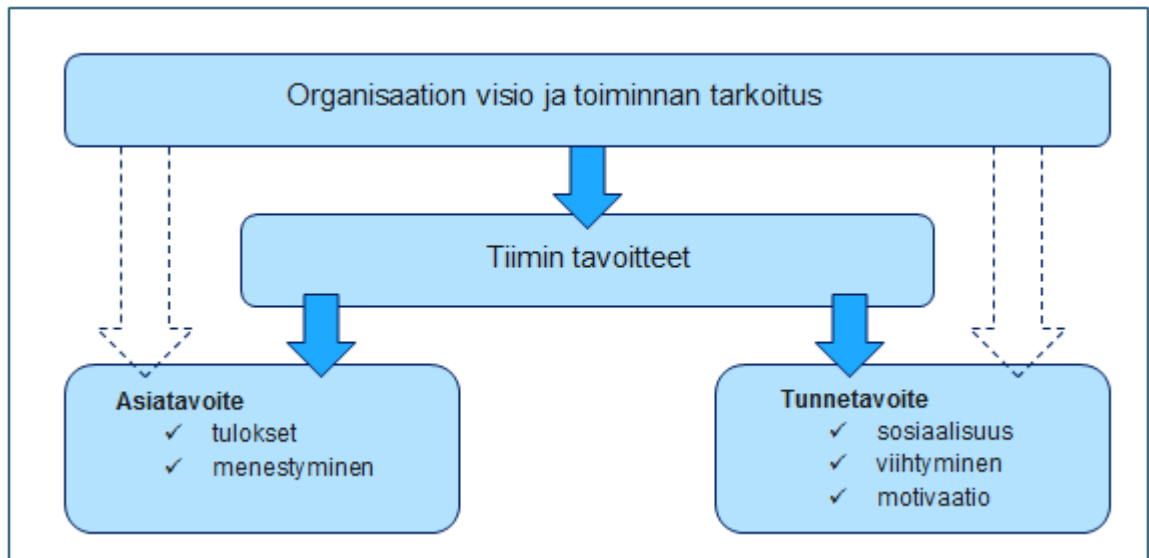 Organisaation visio ja toiminnan tarkoitus
Tiimin tavoitteet
Asiatavoite
✓ tulokset
✓ menestyminen
Tunnetavoite
✓ sosiaalisuus
✓ viihtyminen
✓ motivaatio